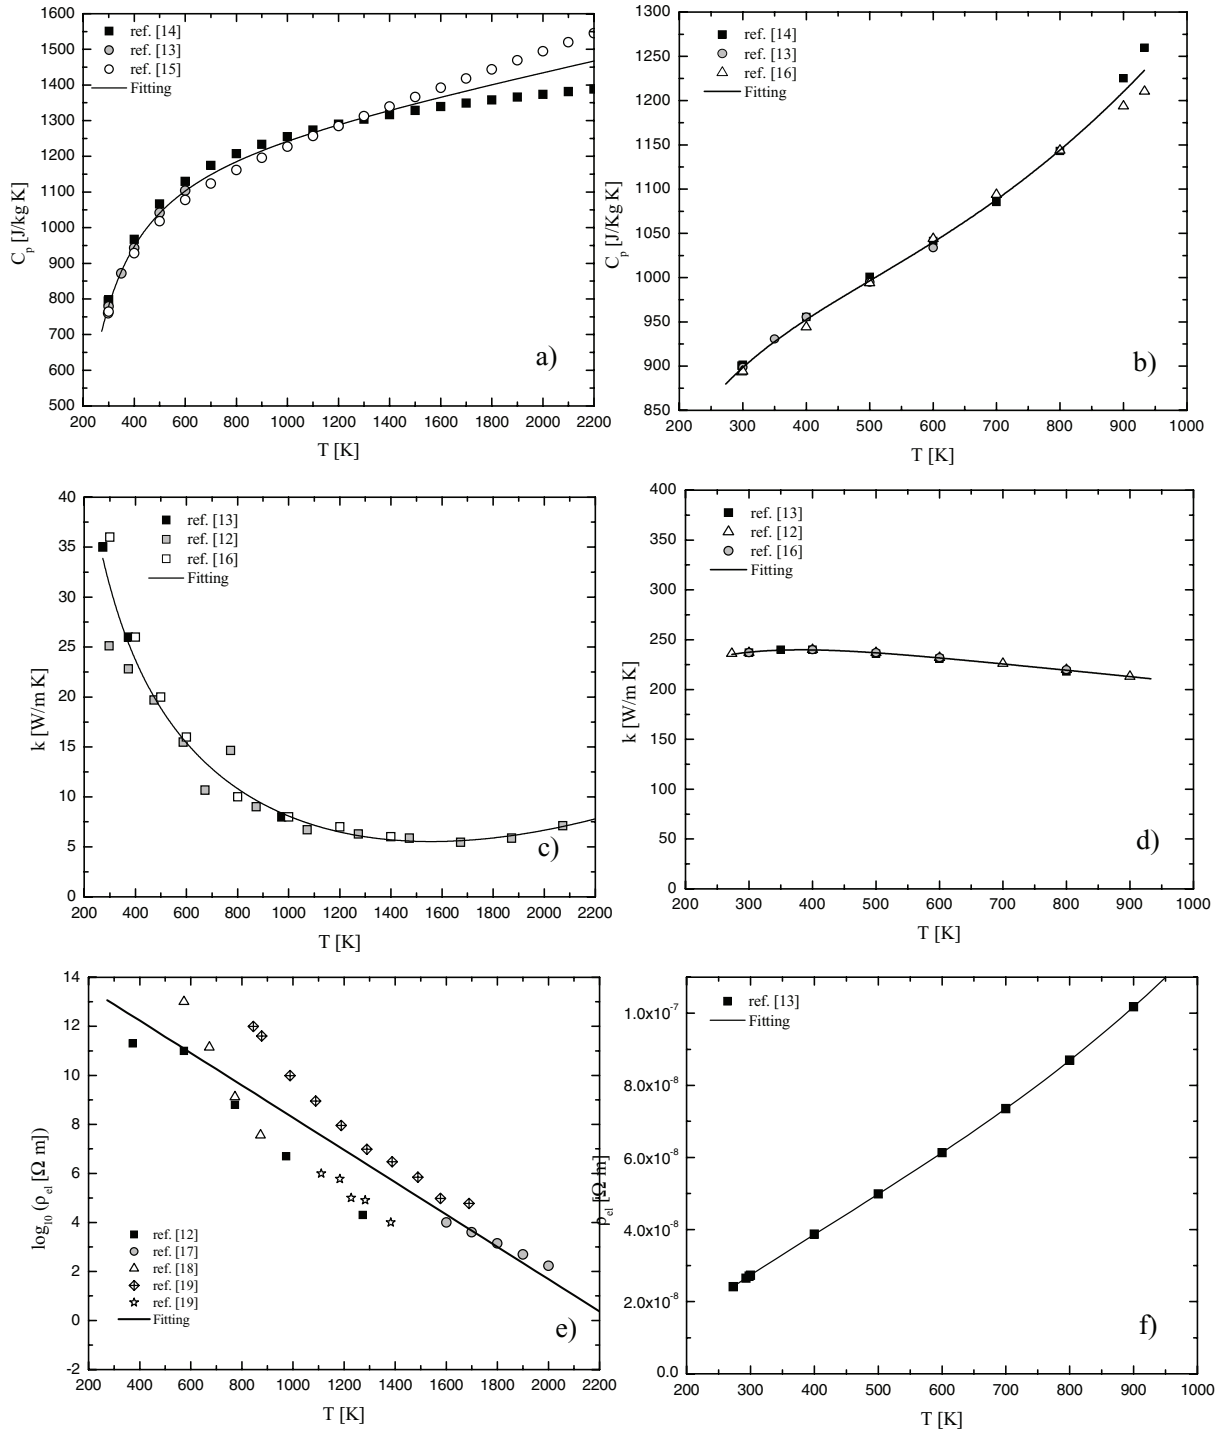 1600
1500
1400
1300
1200
1100
1000
900
800
700
600
500
C_p [J/kg K]
ref. [14]
ref. [13]
ref. [15]
Fitting
a)
200 400 600 800 1000 1200 1400 1600 1800 2000 2200
T [K]
1300
1250
1200
1150
1100
1050
1000
950
900
850
C_p [J/Kg K]
ref. [14]
ref. [13]
ref. [16]
Fitting
b)
200 300 400 500 600 700 800 900 1000
T [K]
40
35
30
25
20
15
10
5
0
k [W/m K]
ref. [13]
ref. [12]
ref. [16]
Fitting
c)
200 400 600 800 1000 1200 1400 1600 1800 2000 2200
T [K]
400
350
300
250
200
150
100
50
0
k [W/m K]
ref. [13]
ref. [12]
ref. [16]
Fitting
d)
200 300 400 500 600 700 800 900 1000
T [K]
14
12
10
8
6
4
2
0
-2
log₁₀ (ρ_el [Ω m])
ref. [12]
ref. [17]
ref. [18]
ref. [19]
ref. [19]
Fitting
e)
200 400 600 800 1000 1200 1400 1600 1800 2000 2200
T [K]
1.0x10⁻⁷
8.0x10⁻⁸
6.0x10⁻⁸
4.0x10⁻⁸
2.0x10⁻⁸
0.0
ρ_el [Ω m]
ref. [13]
Fitting
f)
200 300 400 500 600 700 800 900 1000
T [K]